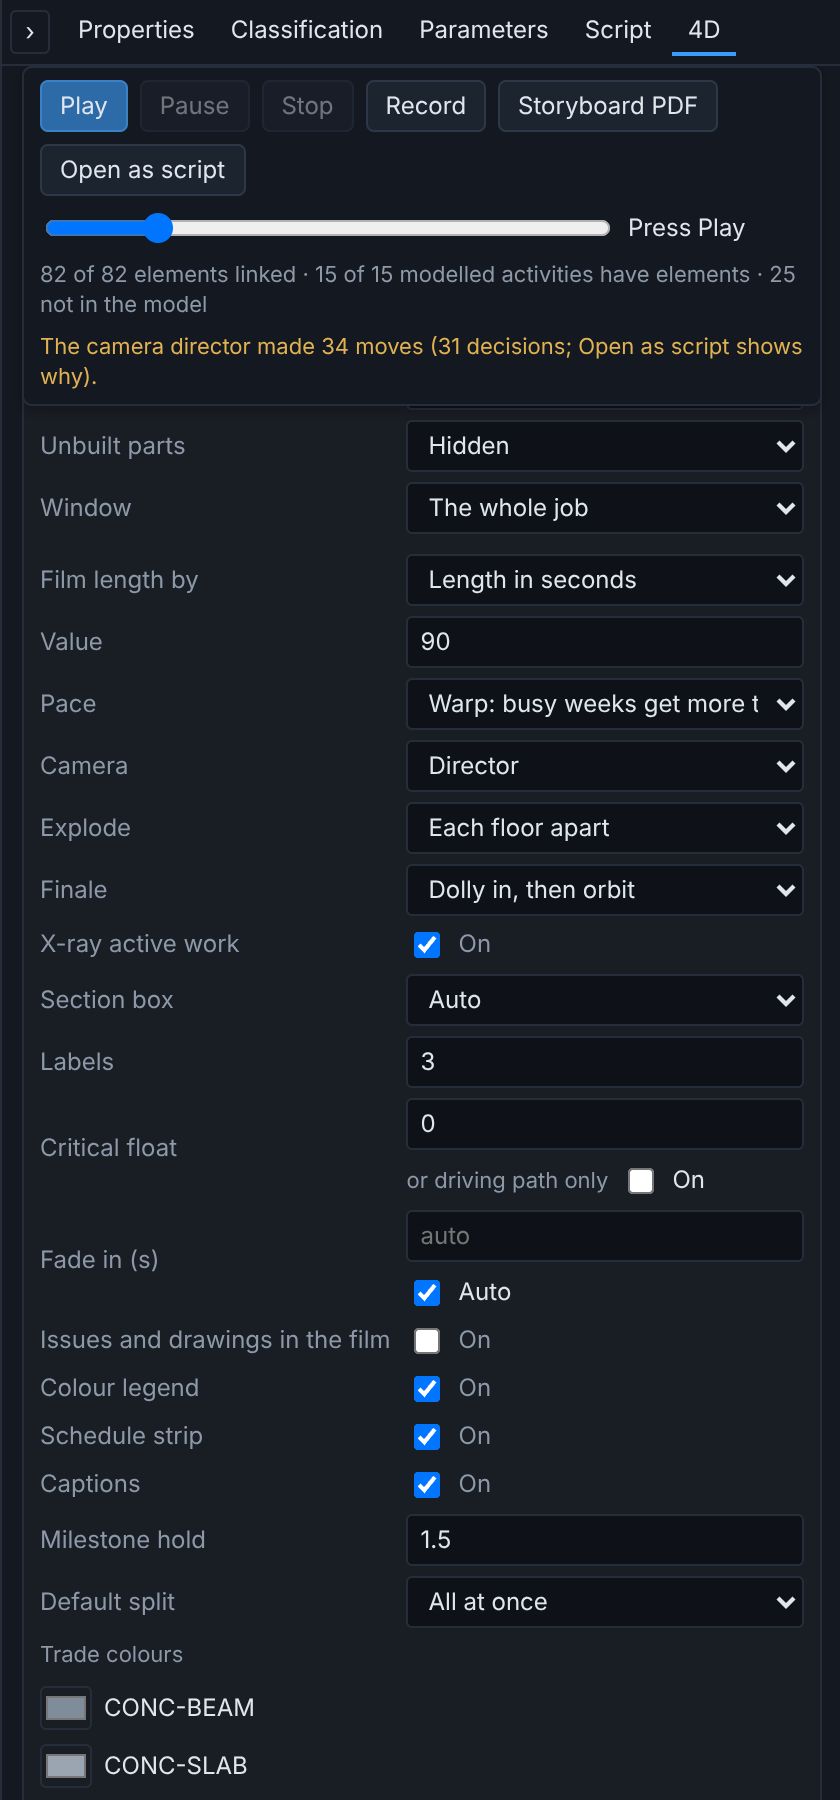 ›
Properties Classification Parameters Script 4D
Play Pause Stop Record Storyboard PDF
Open as script
Press Play
82 of 82 elements linked · 15 of 15 modelled activities have elements · 25
not in the model
The camera director made 34 moves (31 decisions; Open as script shows
why).
Unbuilt parts Hidden
Window The whole job
Film length by Length in seconds
Value 90
Pace Warp: busy weeks get more t
Camera Director
Explode Each floor apart
Finale Dolly in, then orbit
X-ray active work On
Section box Auto
Labels 3
Critical float 0
or driving path only On
Fade in (s) auto
Auto
Issues and drawings in the film On
Colour legend On
Schedule strip On
Captions On
Milestone hold 1.5
Default split All at once
Trade colours
CONC-BEAM
CONC-SLAB